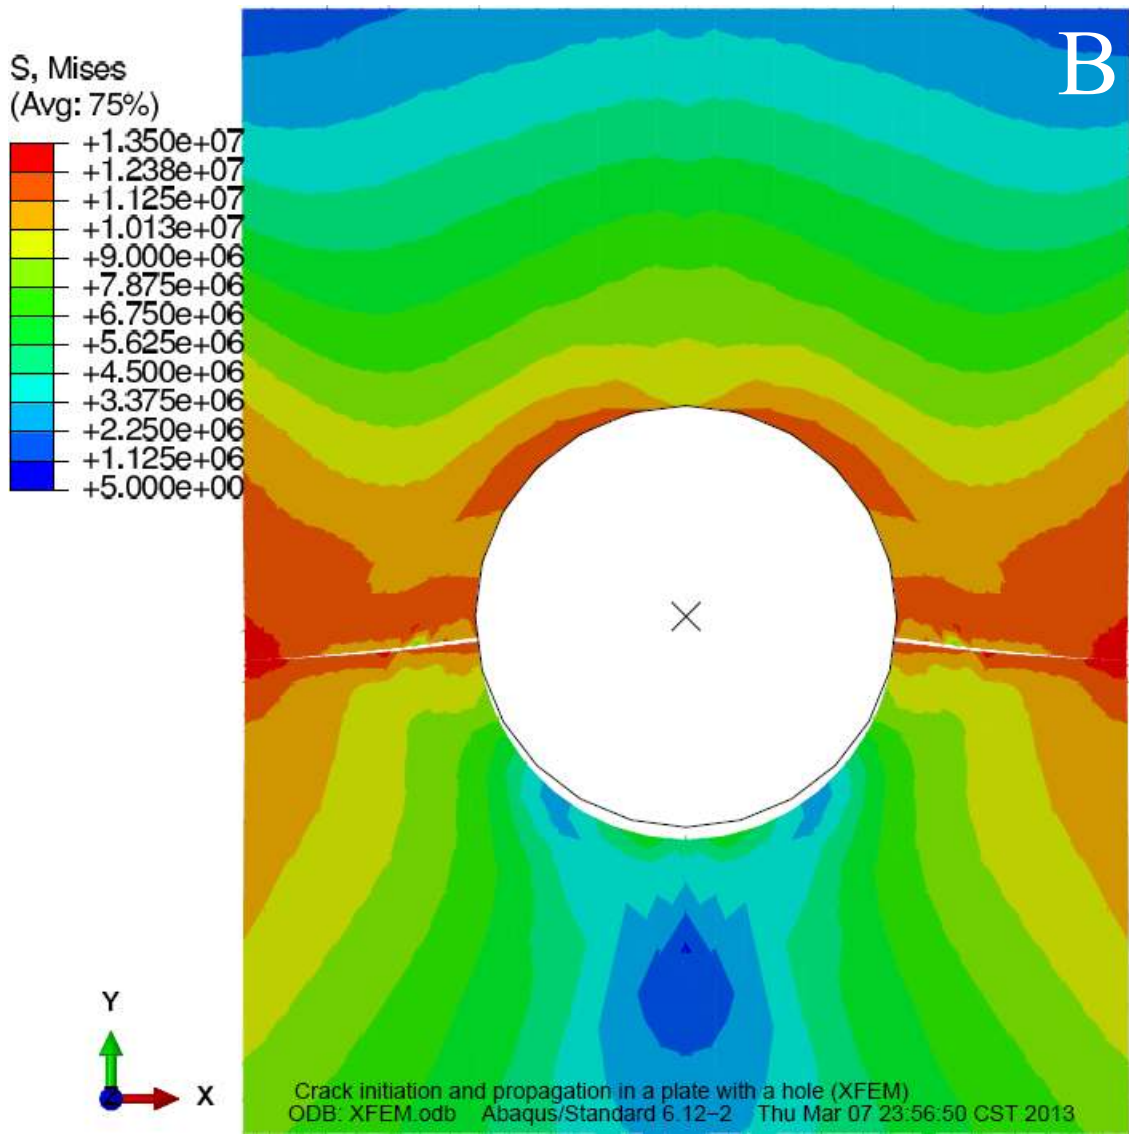 B
S, Mises
(Avg: 75%)
+1.350e+07
+1.238e+07
+1.125e+07
+1.013e+07
+9.000e+06
+7.875e+06
+6.750e+06
+5.625e+06
+4.500e+06
+3.375e+06
+2.250e+06
+1.125e+06
+5.000e+00
Y
X
Crack initiation and propagation in a plate with a hole (XFEM)
ODB: XFEM.odb Abaqus/Standard 6.12-2 Thu Mar 07 23:56:50 CST 2013